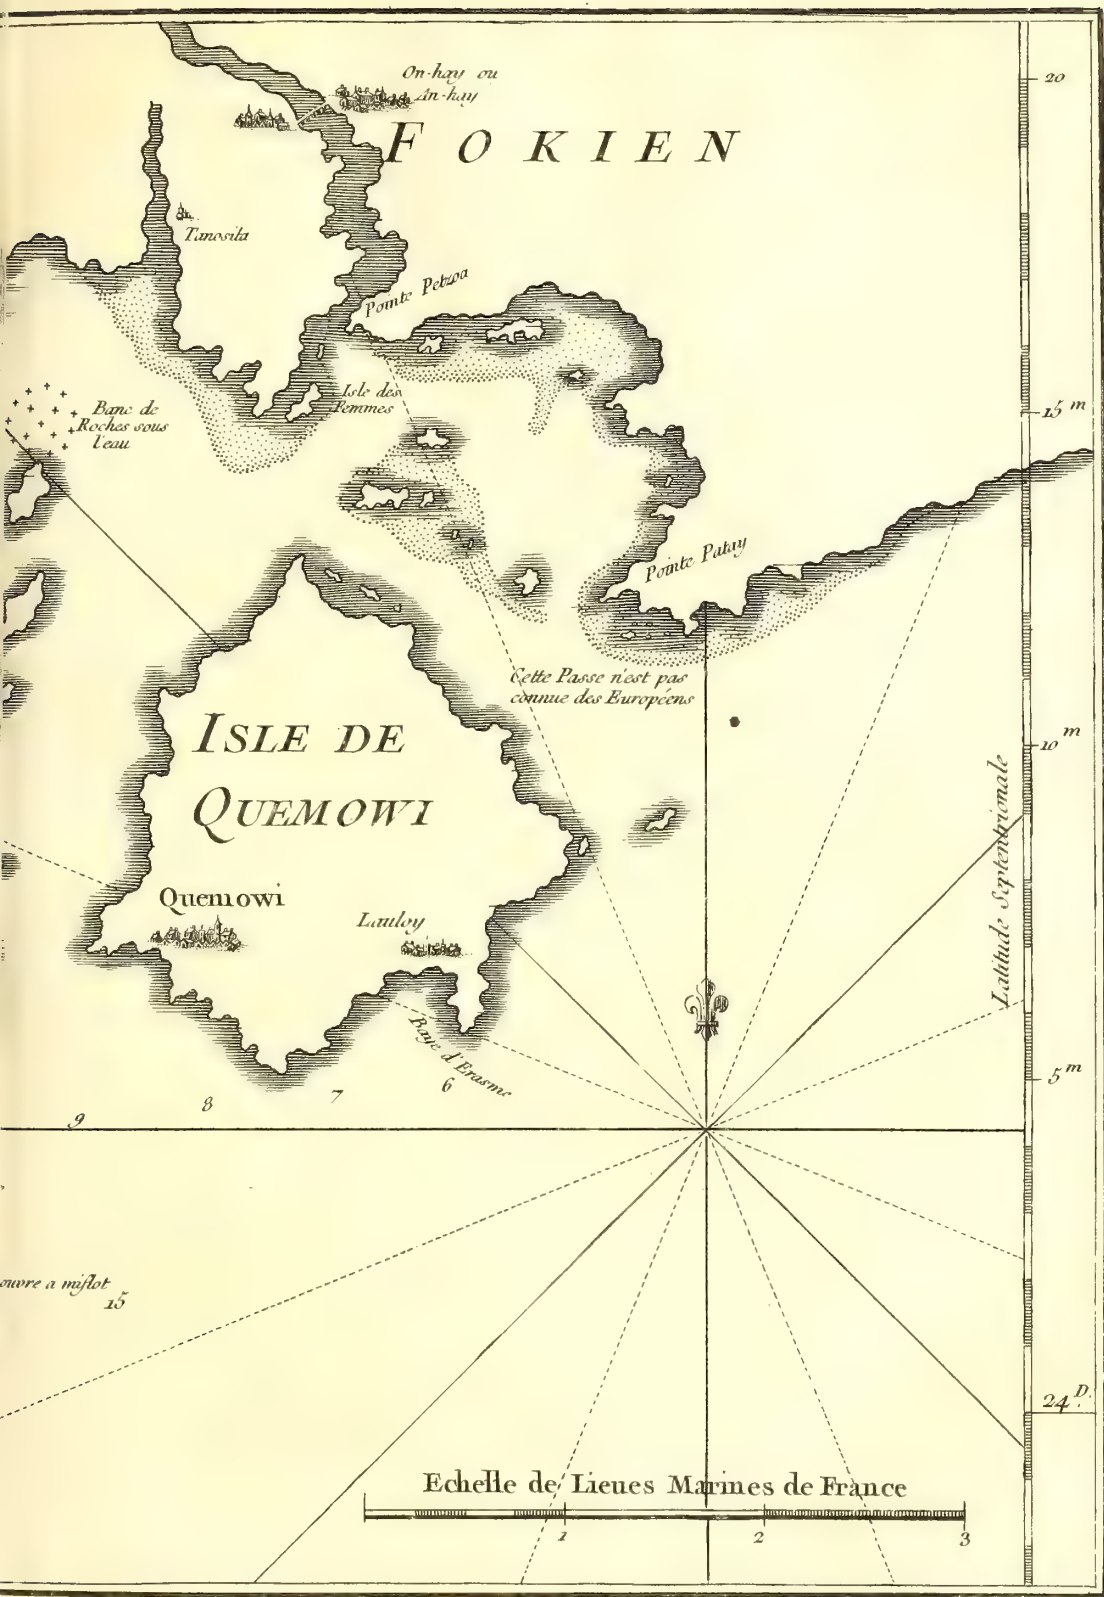 On-hay ou
An-hay
20
FOKIEN
Tanosita
Pointe Petzoa
Isle des
Femmes
Banc de
Roches sous
l'eau
15 m
Pointe Patay
Cette Passe n'est pas
connue des Européens
ISLE DE
QUEMOWI
10 m
Latitude Septentrionale
Quemowi
Lauloy
Baye d'Erasme
5 m
9 8 7 6
ouvre a miflot
15
24 D.
Echelle de Lieues Marines de France
1 2 3